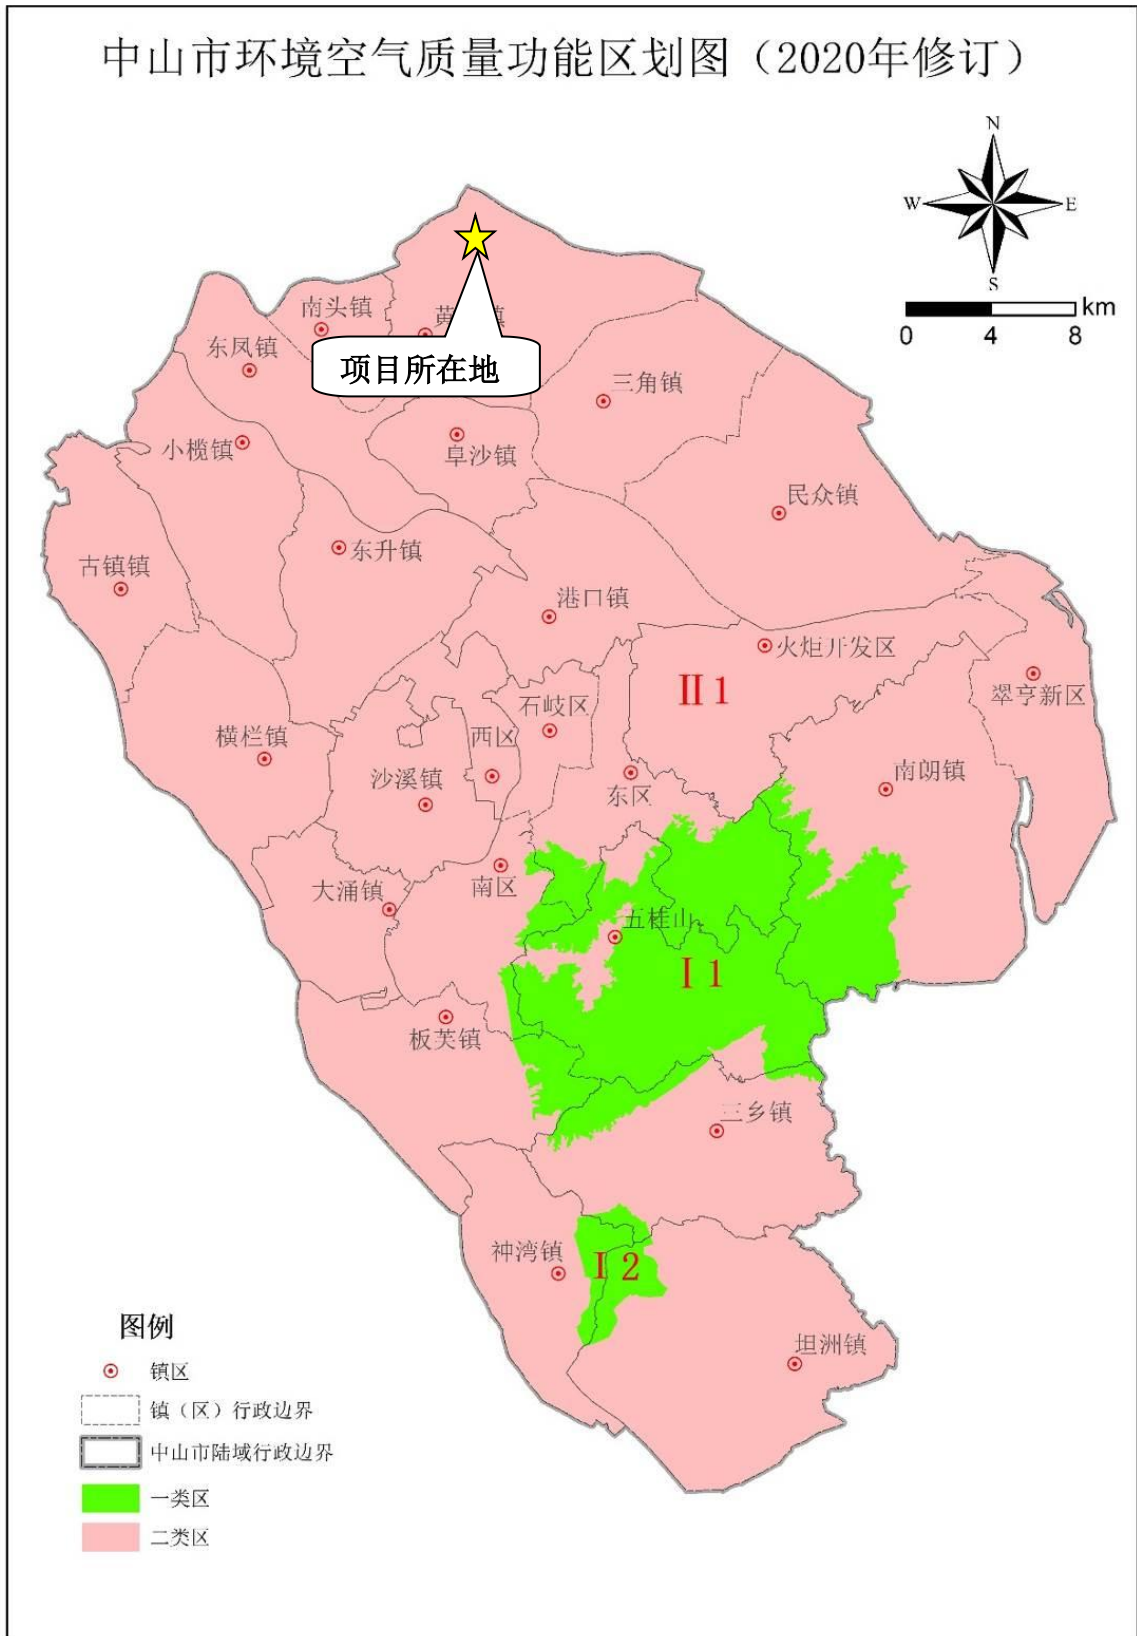 中山市环境空气质量功能区划图（2020年修订）
N
W
E
S
km
0
4
8
南头镇
黄
镇
东凤镇
项目所在地
三角镇
小榄镇
阜沙镇
民众镇
东升镇
古镇镇
港口镇
火炬开发区
Ⅱ1
翠亨新区
石岐区
横栏镇
西区
沙溪镇
南朗镇
东区
大涌镇
南区
五桂山
Ⅰ1
板芙镇
三乡镇
神湾镇
Ⅰ2
坦洲镇
图例
镇区
镇（区）行政边界
中山市陆域行政边界
一类区
二类区